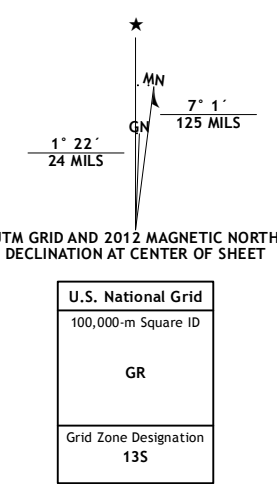 ★
MN
7° 1´
125 MILS
GN
1° 22´
24 MILS
UTM GRID AND 2012 MAGNETIC NORTH
DECLINATION AT CENTER OF SHEET
U.S. National Grid
100,000-m Square ID
GR
Grid Zone Designation
13S